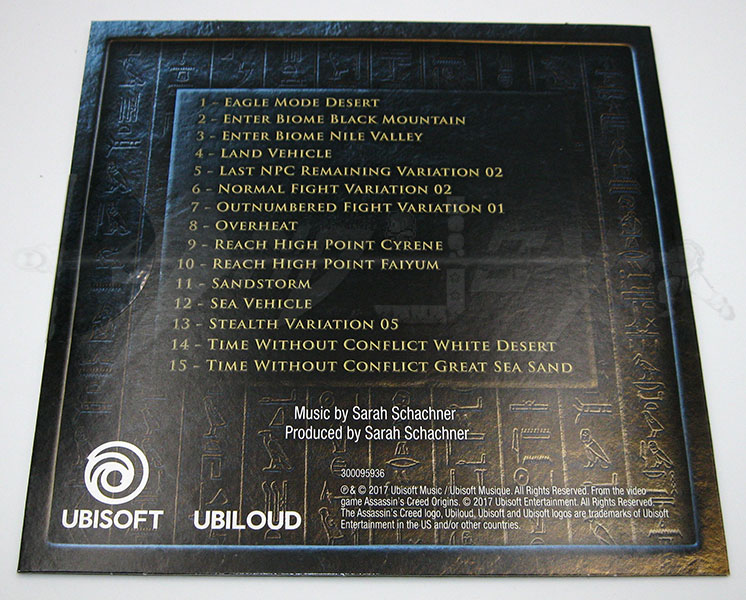 1 - Eagle Mode Desert
2 - Enter Biome Black Mountain
3 - Enter Biome Nile Valley
4 - Land Vehicle
5 - Last NPC Remaining Variation 02
6 - Normal Fight Variation 02
7 - Outnumbered Fight Variation 01
8 - Overheat
9 - Reach High Point Cyrene
10 - Reach High Point Faiyum
11 - Sandstorm
12 - Sea Vehicle
13 - Stealth Variation 05
14 - Time Without Conflict White Desert
15 - Time Without Conflict Great Sea Sand
Music by Sarah Schachner
Produced by Sarah Schachner
300095936
℗ & © 2017 Ubisoft Music / Ubisoft Musique. All Rights Reserved. From the video
game Assassin's Creed Origins. © 2017 Ubisoft Entertainment. All Rights Reserved.
The Assassin's Creed logo, Ubiloud, Ubisoft and Ubisoft logos are trademarks of Ubisoft
Entertainment in the US and/or other countries.
UBISOFT
UBILOUD